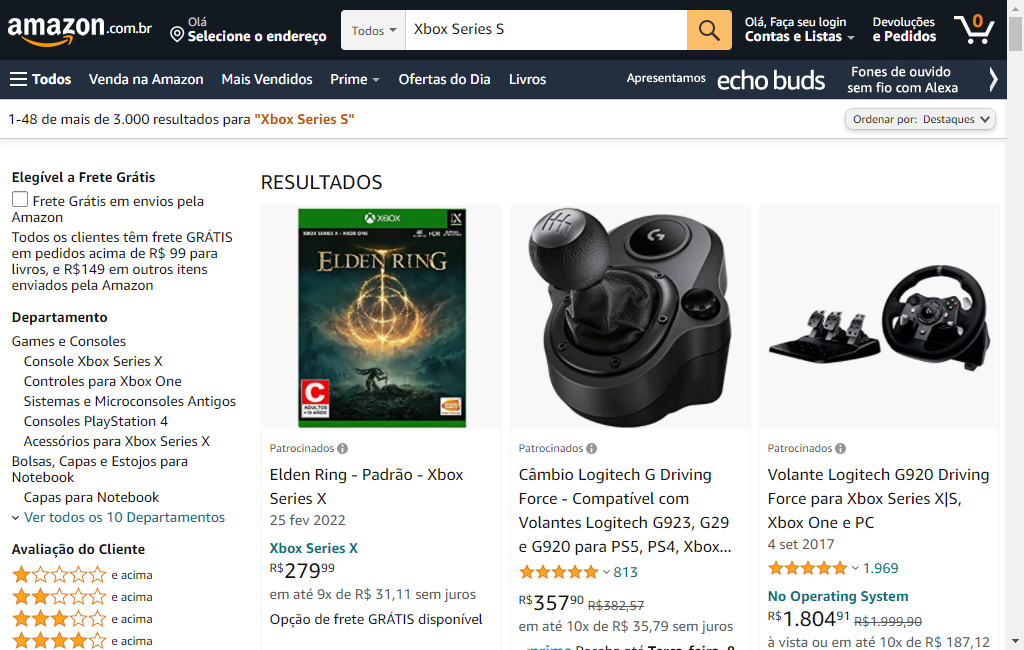 amazon.com.br
Olá
Selecione o endereço
Todos
Xbox Series S
Olá, Faça seu login
Contas e Listas
Devoluções
e Pedidos
0
Todos
Venda na Amazon
Mais Vendidos
Prime
Ofertas do Dia
Livros
Apresentamos
echo buds
Fones de ouvido
sem fio com Alexa
1-48 de mais de 3.000 resultados para "Xbox Series S"
Ordenar por: Destaques
Elegível a Frete Grátis
Frete Grátis em envios pela
Amazon
Todos os clientes têm frete GRÁTIS
em pedidos acima de R$ 99 para
livros, e R$149 em outros itens
enviados pela Amazon
Departamento
Games e Consoles
Console Xbox Series X
Controles para Xbox One
Sistemas e Microconsoles Antigos
Consoles PlayStation 4
Acessórios para Xbox Series X
Bolsas, Capas e Estojos para
Notebook
Capas para Notebook
Ver todos os 10 Departamentos
Avaliação do Cliente
e acima
e acima
e acima
e acima
RESULTADOS
XBOX
XBOX SERIES X • XBOX ONE
ELDEN RING
C
ADULTOS
Patrocinados
Elden Ring - Padrão - Xbox
Series X
25 fev 2022
Xbox Series X
R$27999
em até 9x de R$ 31,11 sem juros
Opção de frete GRÁTIS disponível
Patrocinados
Câmbio Logitech G Driving
Force - Compatível com
Volantes Logitech G923, G29
e G920 para PS5, PS4, Xbox...
813
R$35790 R$382,57
em até 10x de R$ 35,79 sem juros
prime Receba até Terça-feira, 8
Patrocinados
Volante Logitech G920 Driving
Force para Xbox Series X|S,
Xbox One e PC
4 set 2017
1.969
No Operating System
R$1.80491 R$1.999,90
à vista ou em até 10x de R$ 187,12